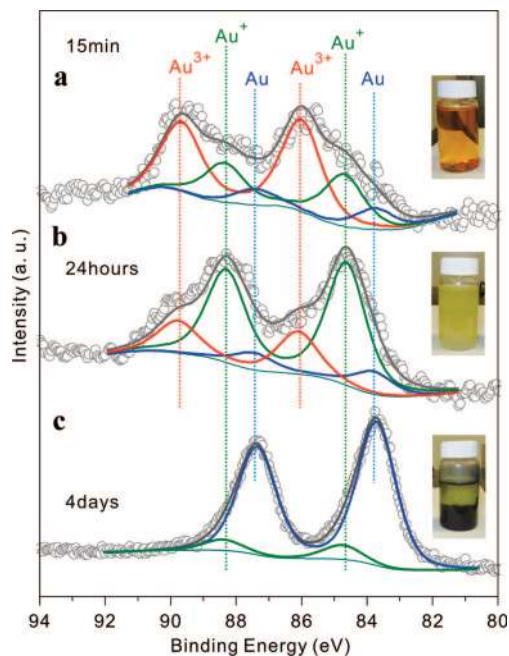 15min
Au³⁺
Au⁺
Au
Au³⁺
Au⁺
Au
a
b
24hours
c
4days
Intensity (a. u.)
94 92 90 88 86 84 82 80
Binding Energy (eV)